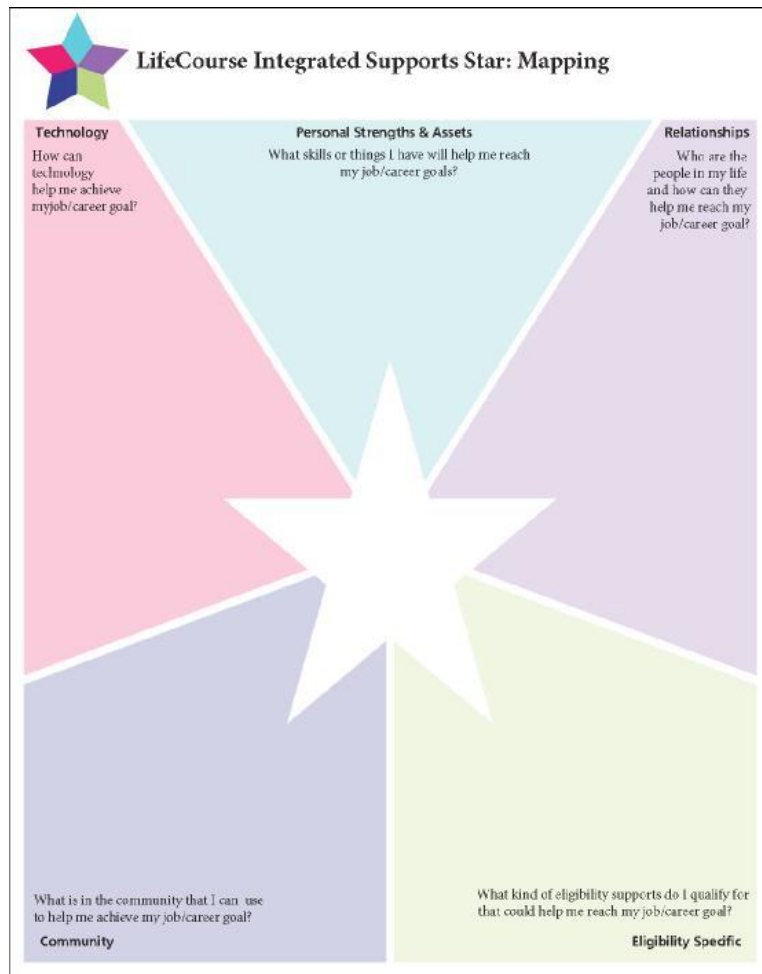 LifeCourse Integrated Supports Star: Mapping
Technology
How can
technology
help me achieve
myjob/career goal?
Personal Strengths & Assets
What skills or things I have will help me reach
my job/career goals?
Relationships
Who are the
people in my life
and how can they
help me reach my
job/career goal?
What is in the community that I can use
to help me achieve my job/career goal?
Community
What kind of eligibility supports do I qualify for
that could help me reach my job/career goal?
Eligibility Specific